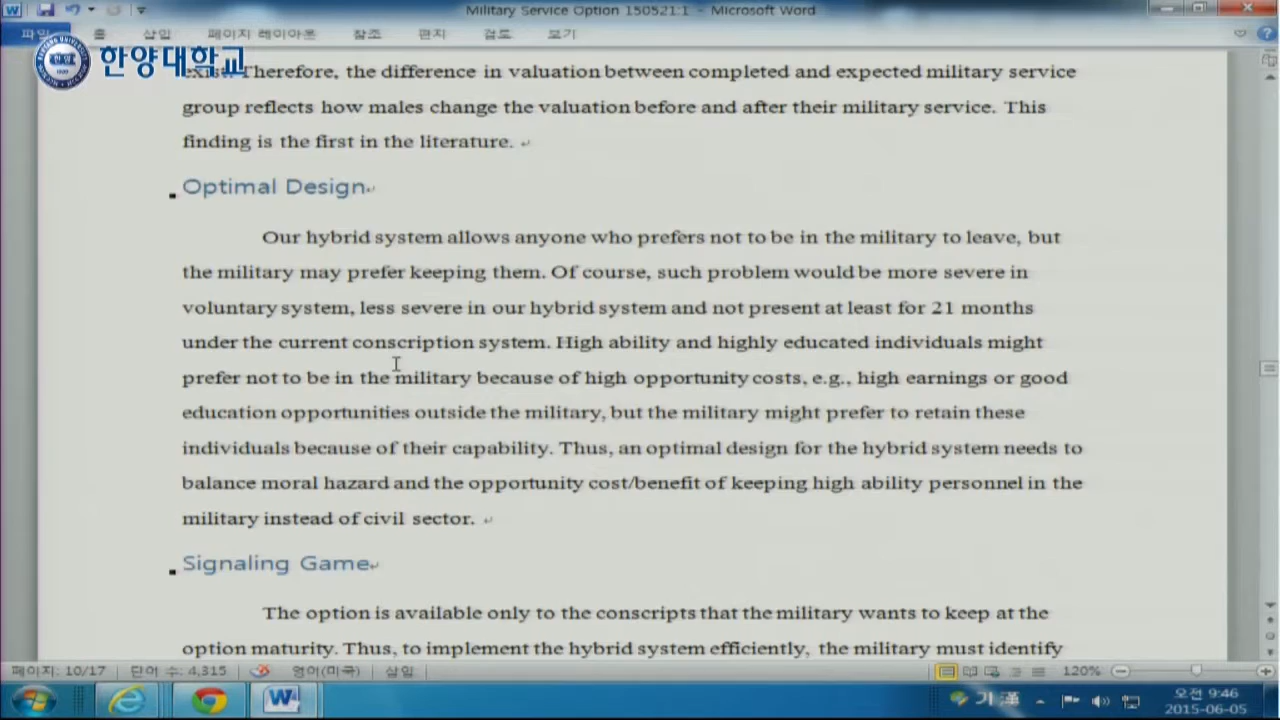 Military Service Option 150521:1 - Microsoft Word
파일 홈 삽입 페이지 레이아웃 참조 편지 검토 보기
한양대학교
exist. Therefore, the difference in valuation between completed and expected military service
group reflects how males change the valuation before and after their military service. This
finding is the first in the literature.
Optimal Design
Our hybrid system allows anyone who prefers not to be in the military to leave, but
the military may prefer keeping them. Of course, such problem would be more severe in
voluntary system, less severe in our hybrid system and not present at least for 21 months
under the current conscription system. High ability and highly educated individuals might
prefer not to be in the military because of high opportunity costs, e.g., high earnings or good
education opportunities outside the military, but the military might prefer to retain these
individuals because of their capability. Thus, an optimal design for the hybrid system needs to
balance moral hazard and the opportunity cost/benefit of keeping high ability personnel in the
military instead of civil sector.
Signaling Game
The option is available only to the conscripts that the military wants to keep at the
option maturity. Thus, to implement the hybrid system efficiently, the military must identify
페이지: 10/17 단어 수: 4,315 영어(미국) 삽입 120%
가 漢 오전 9:46
2015-06-05